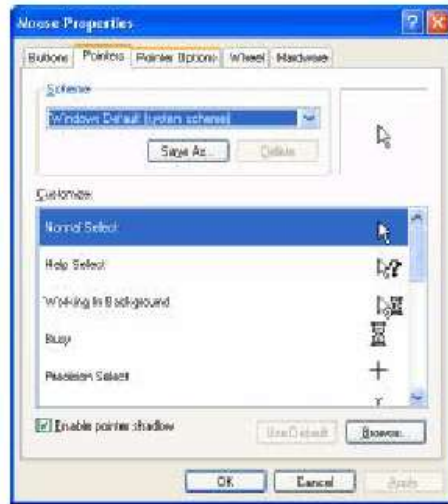 Mouse Properties
Buttons Pointers Pointer Options Wheel Hardware
Scheme
Windows Default (system scheme)
Save As... Delete
Customize:
Normal Select
Help Select
Working In Background
Busy
Precision Select
Enable pointer shadow
Use Default Browse...
OK Cancel Apply